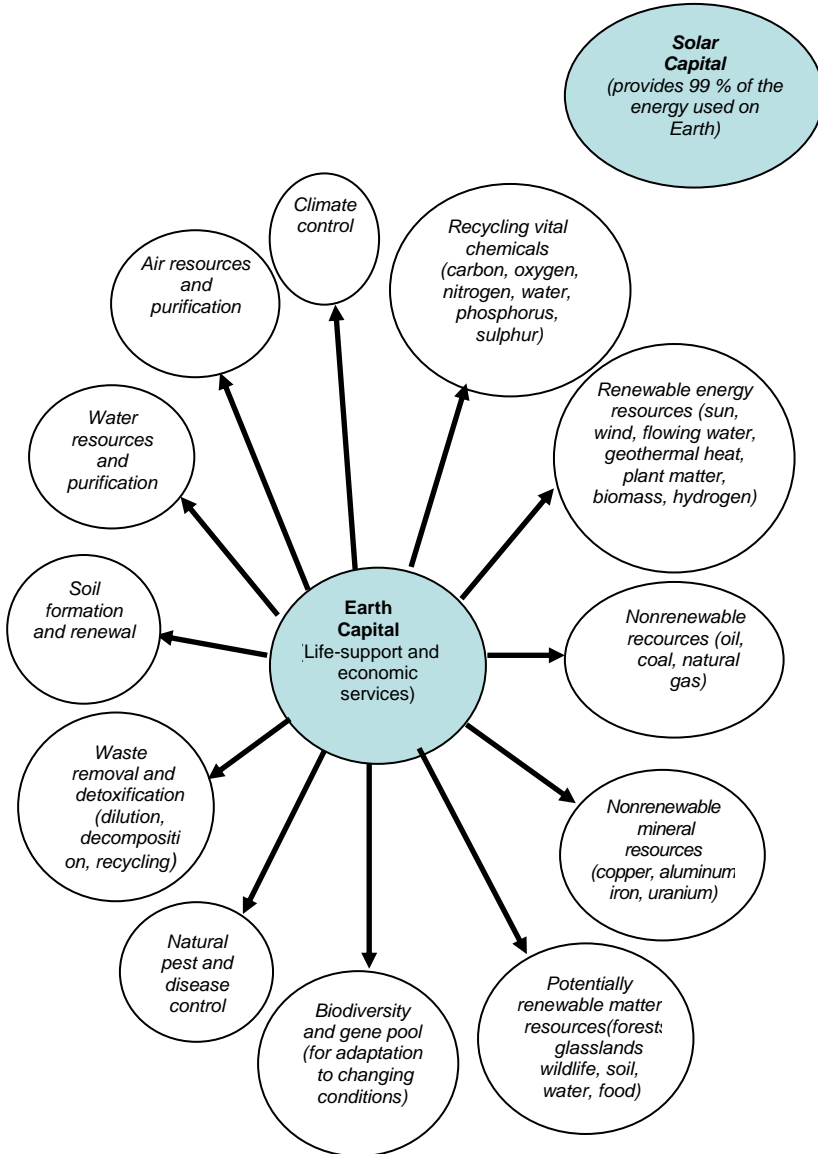 Solar
Capital
(provides 99 % of the
energy used on
Earth)
Climate
control
Recycling vital
chemicals
(carbon, oxygen,
nitrogen, water,
phosphorus,
sulphur)
Air resources
and
purification
Renewable energy
resources (sun,
wind, flowing water,
geothermal heat,
plant matter,
biomass, hydrogen)
Water
resources
and
purification
Soil
formation
and renewal
Earth
Capital
(Life-support and
economic
services)
Nonrenewable
recources (oil,
coal, natural
gas)
Waste
removal and
detoxification
(dilution,
decompositi
on, recycling)
Nonrenewable
mineral
resources
(copper, aluminum
iron, uranium)
Natural
pest and
disease
control
Biodiversity
and gene pool
(for adaptation
to changing
conditions)
Potentially
renewable matter
resources(forests
glasslands
wildlife, soil,
water, food)